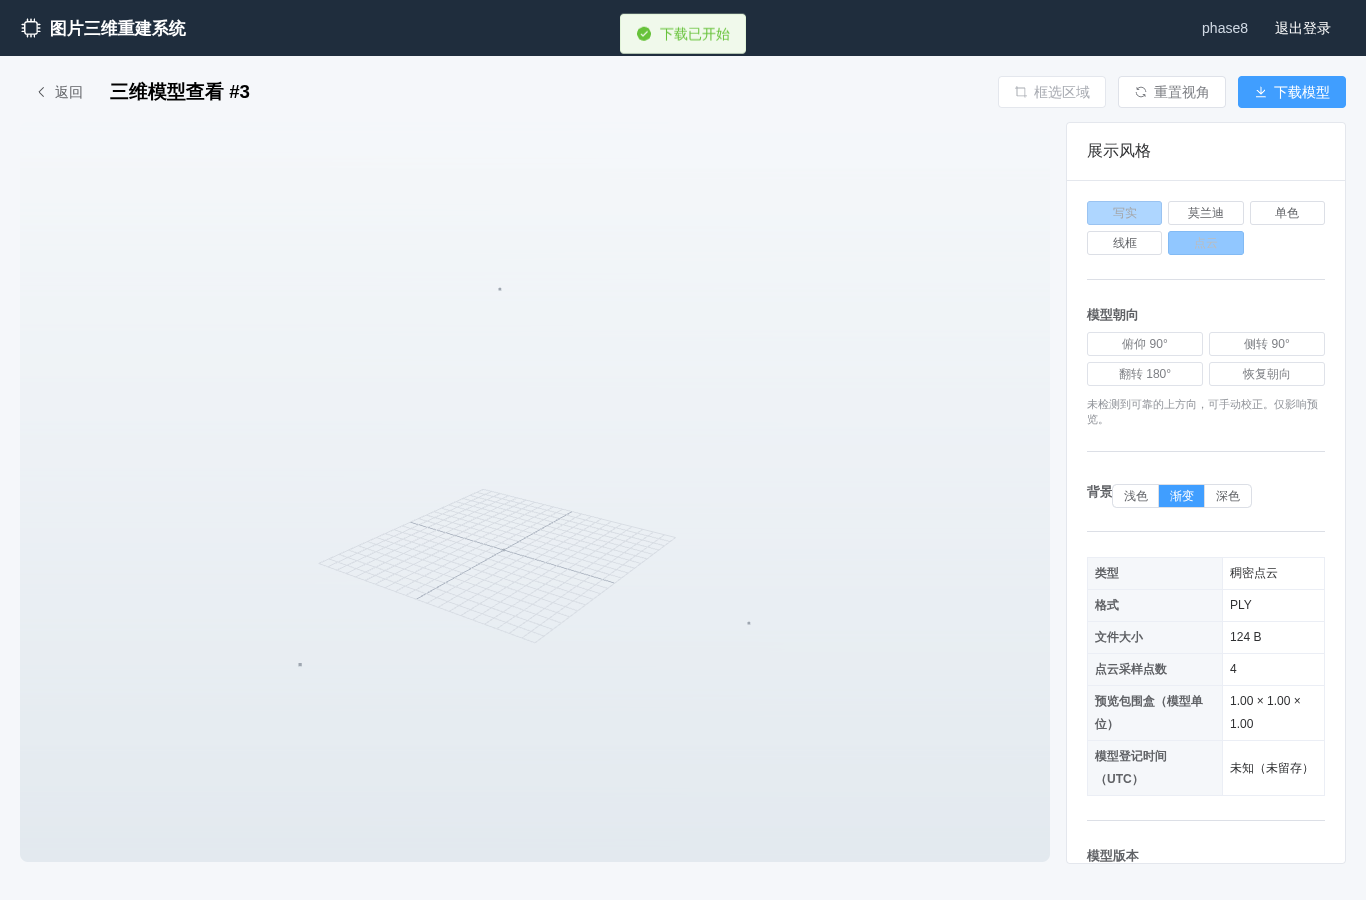 图片三维重建系统
下载已开始
phase8
退出登录
返回
三维模型查看 #3
框选区域
重置视角
下载模型
展示风格
写实
莫兰迪
单色
线框
模型朝向
俯仰 90°
侧转 90°
翻转 180°
恢复朝向
未检测到可靠的上方向，可手动校正。仅影响预
览。
背景
浅色
渐变
深色
类型
稠密点云
格式
PLY
文件大小
124 B
点云采样点数
4
预览包围盒（模型单
位）
1.00 × 1.00 ×
1.00
模型登记时间
（UTC）
未知（未留存）
模型版本